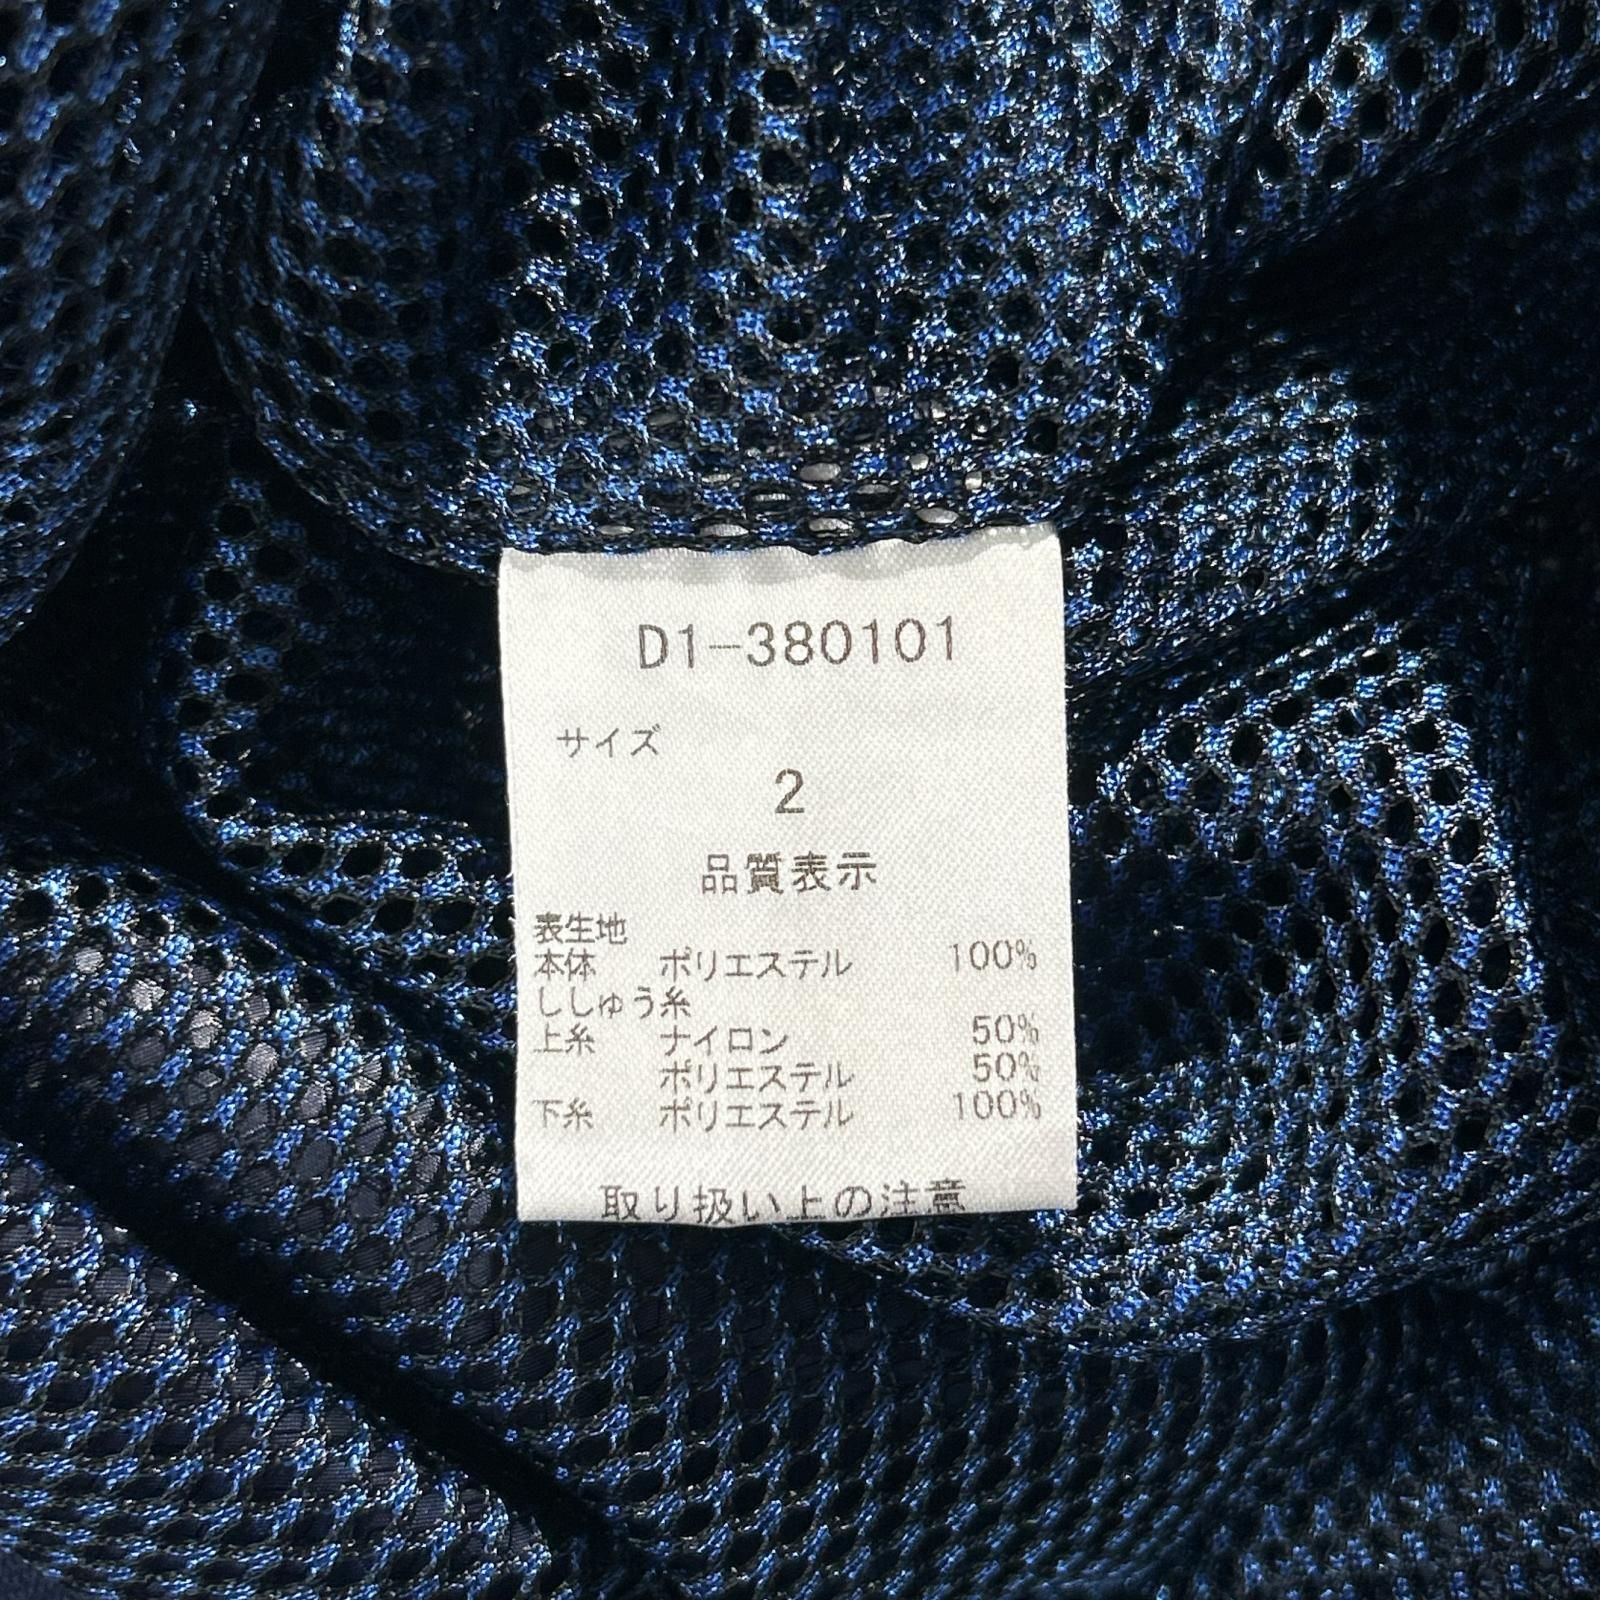 D1-380101
サイズ
2
品質表示
表生地
本体 ポリエステル 100%
ししゅう糸
上糸 ナイロン 50%
ポリエステル 50%
下糸 ポリエステル 100%
取り扱い上の注意